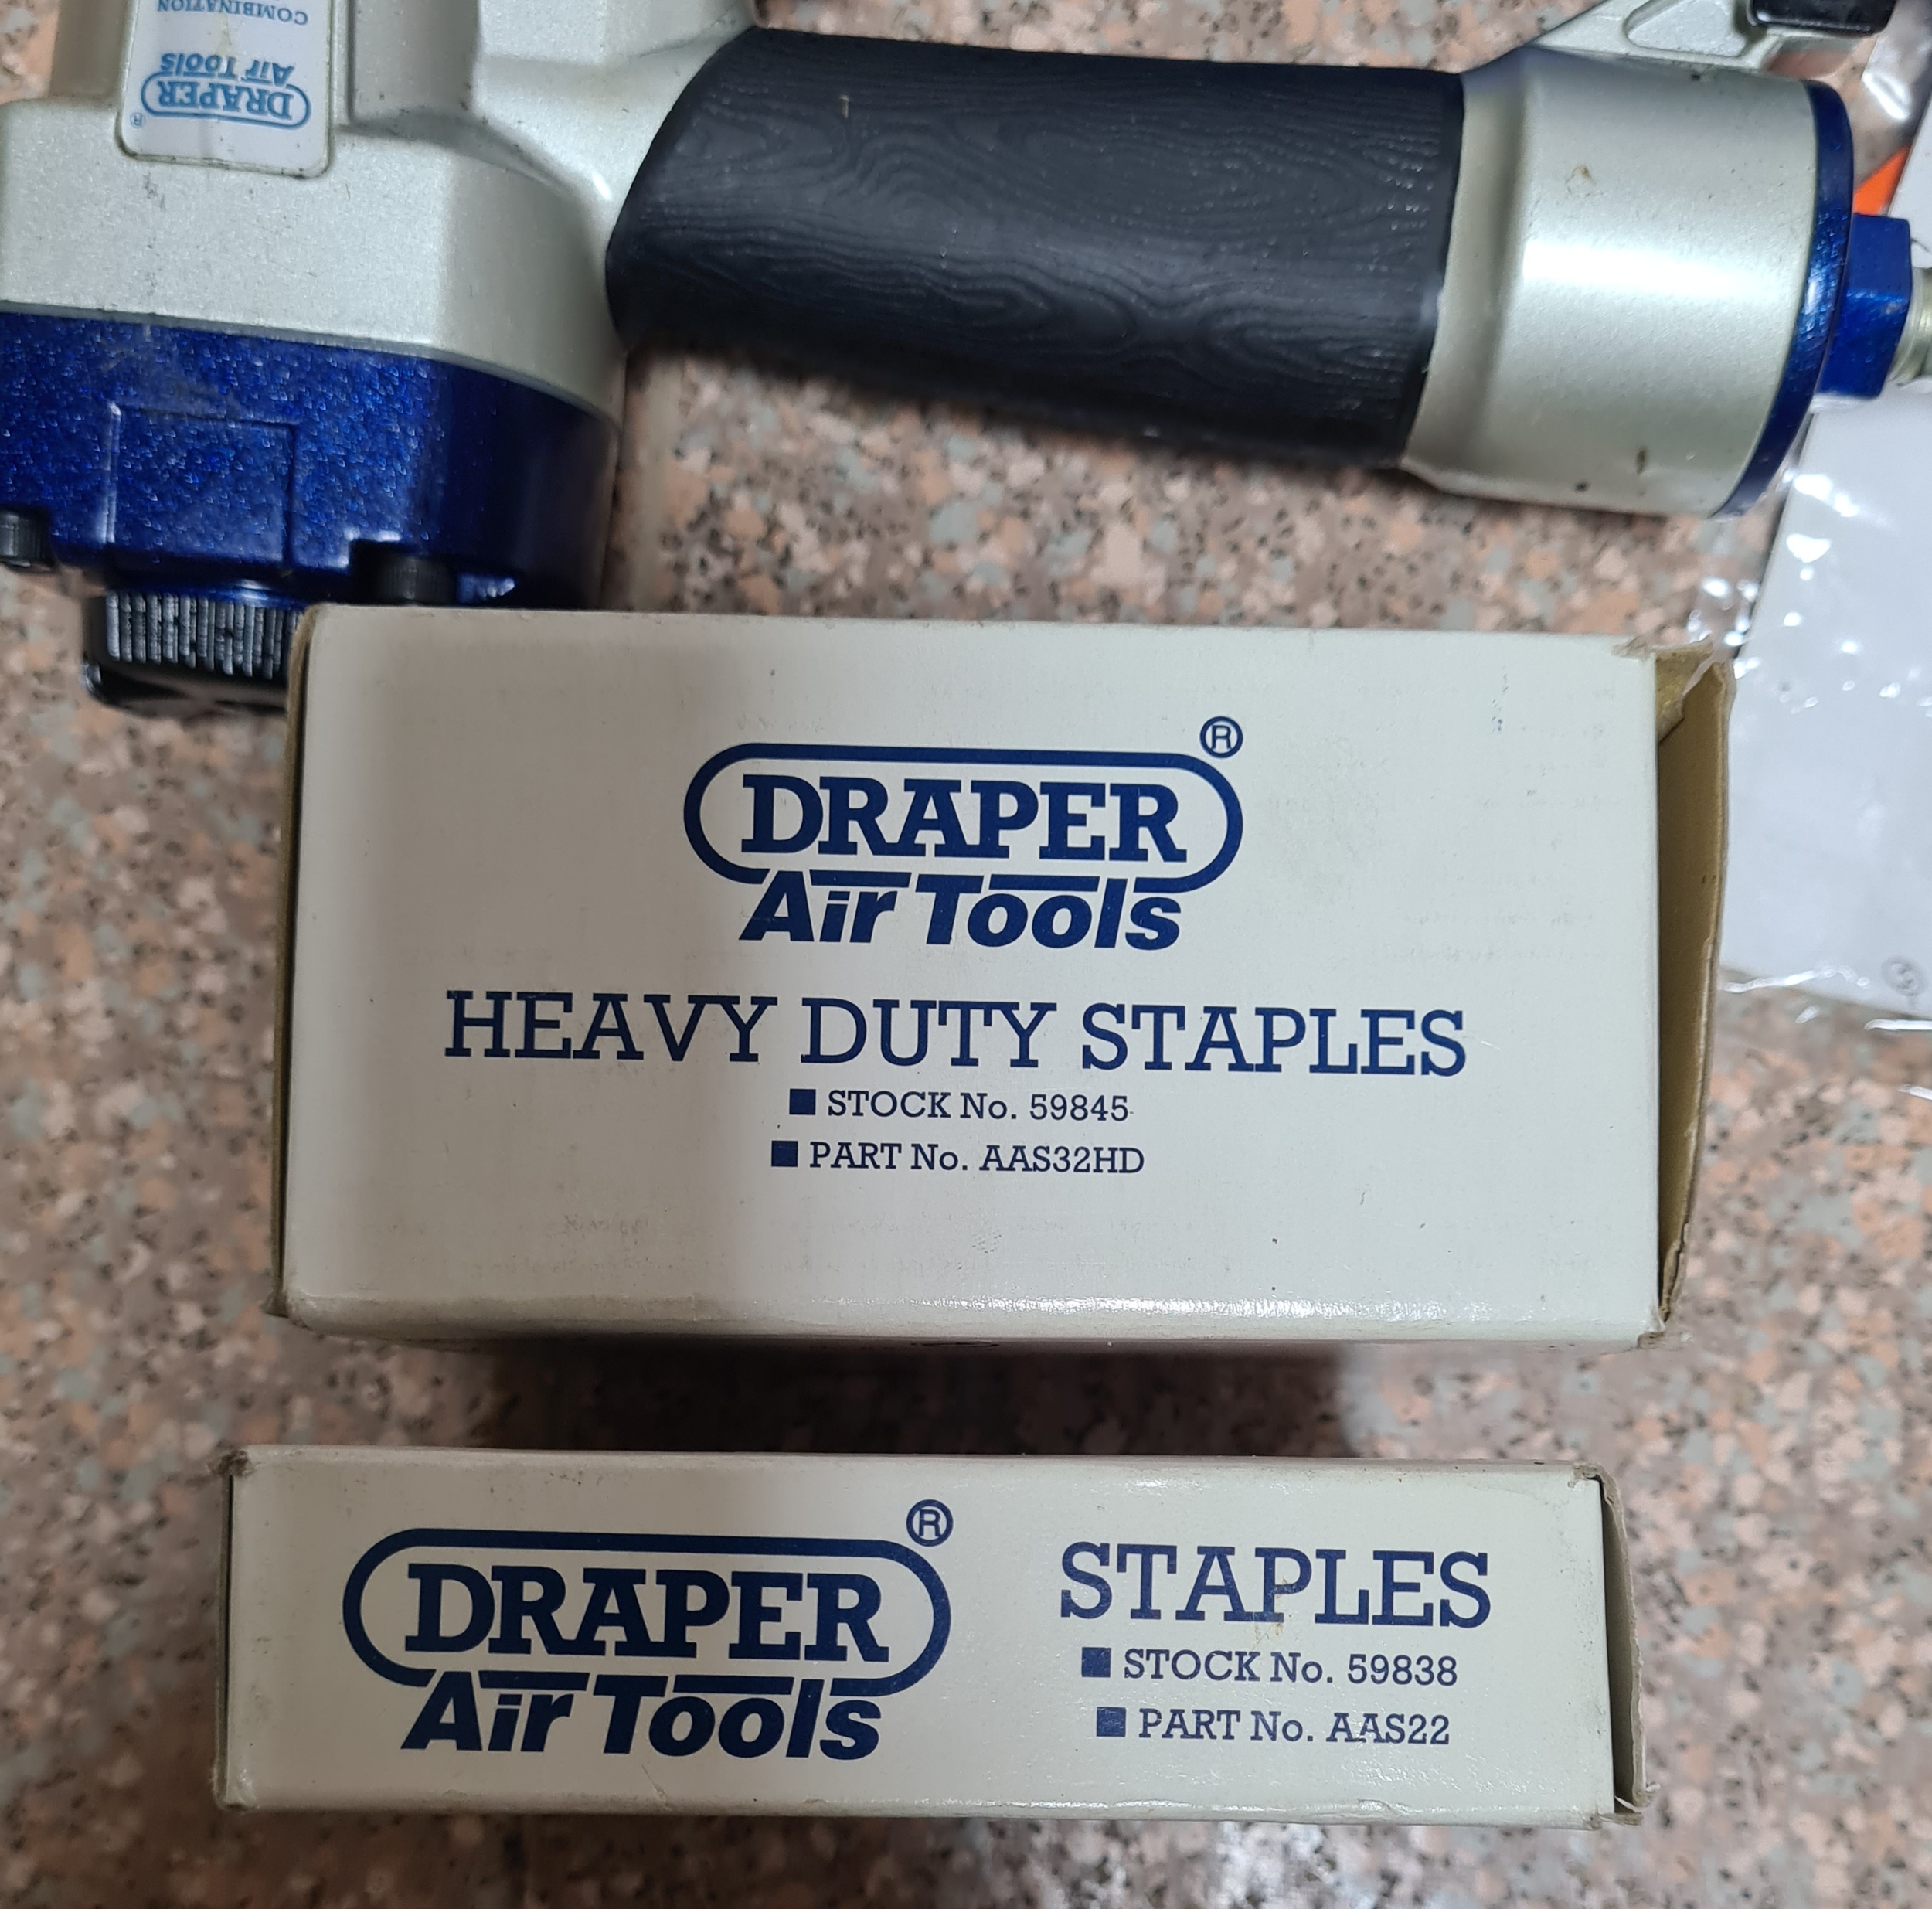 COMBINATION
DRAPER®
Air Tools
DRAPER®
Air Tools
HEAVY DUTY STAPLES
■ STOCK No. 59845
■ PART No. AAS32HD
DRAPER®
Air Tools
STAPLES
■ STOCK No. 59838
■ PART No. AAS22